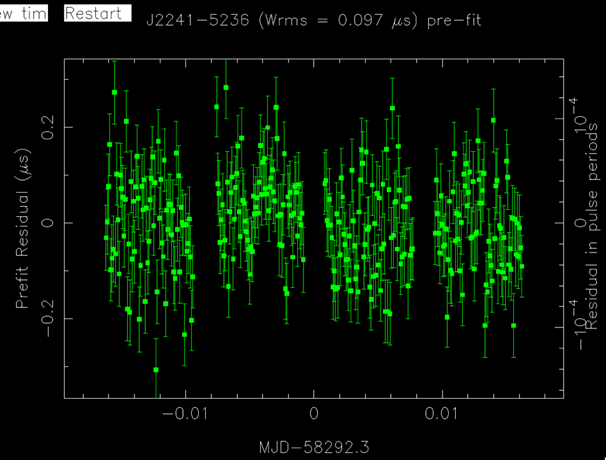 ew tim Restart J2241−5236 (Wrms = 0.097 μs) pre−fit
Prefit Residual (μs)
0.2
0
−0.2
10⁻⁴
0
−10⁻⁴
Residual in pulse periods
−0.01 0 0.01
MJD−58292.3